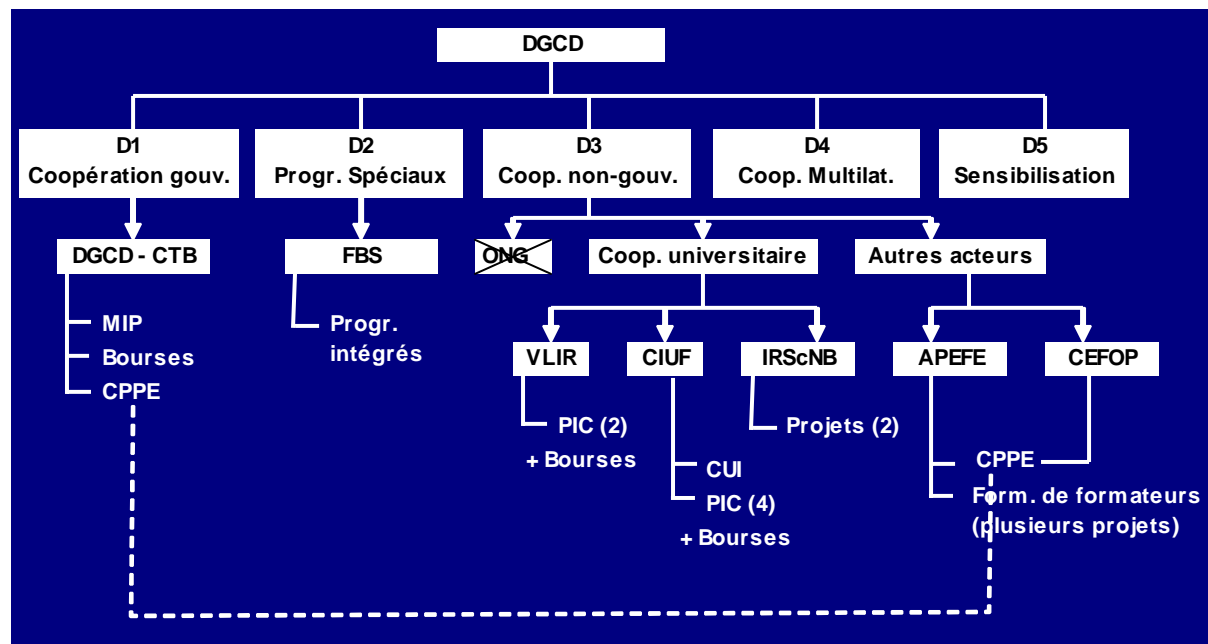 DGCD
D1
Coopération gouv.
D2
Progr. Spéciaux
D3
Coop. non-gouv.
D4
Coop. Multilat.
D5
Sensibilisation
DGCD - CTB
FBS
ONG
Coop. universitaire
Autres acteurs
MIP
Bourses
CPPE
Progr.
intégrés
VLIR
CIUF
IRScNB
APEFE
CEFOP
PIC (2)
+ Bourses
CUI
PIC (4)
+ Bourses
Projets (2)
CPPE
Form. de formateurs
(plusieurs projets)